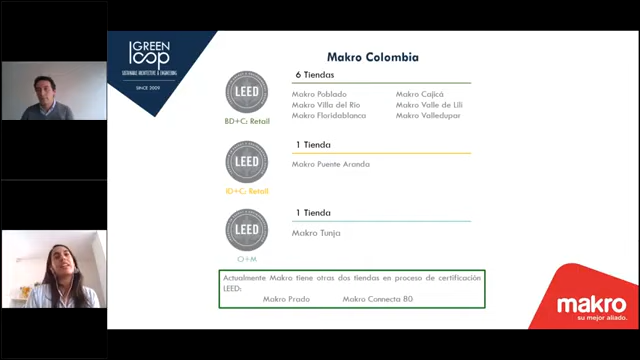 GREEN
loop
SUSTAINABLE ARCHITECTURE & ENGINEERING
SINCE 2009
Makro Colombia
LEED
BD+C: Retail
6 Tiendas
Makro Poblado
Makro Cajicá
Makro Villa del Río
Makro Valle de Lili
Makro Floridablanca
Makro Valledupar
LEED
ID+C: Retail
1 Tienda
Makro Puente Aranda
LEED
O+M
1 Tienda
Makro Tunja
Actualmente Makro tiene otras dos tiendas en proceso de certificación
LEED:
Makro Prado
Makro Connecta 80
makro
su mejor aliado.